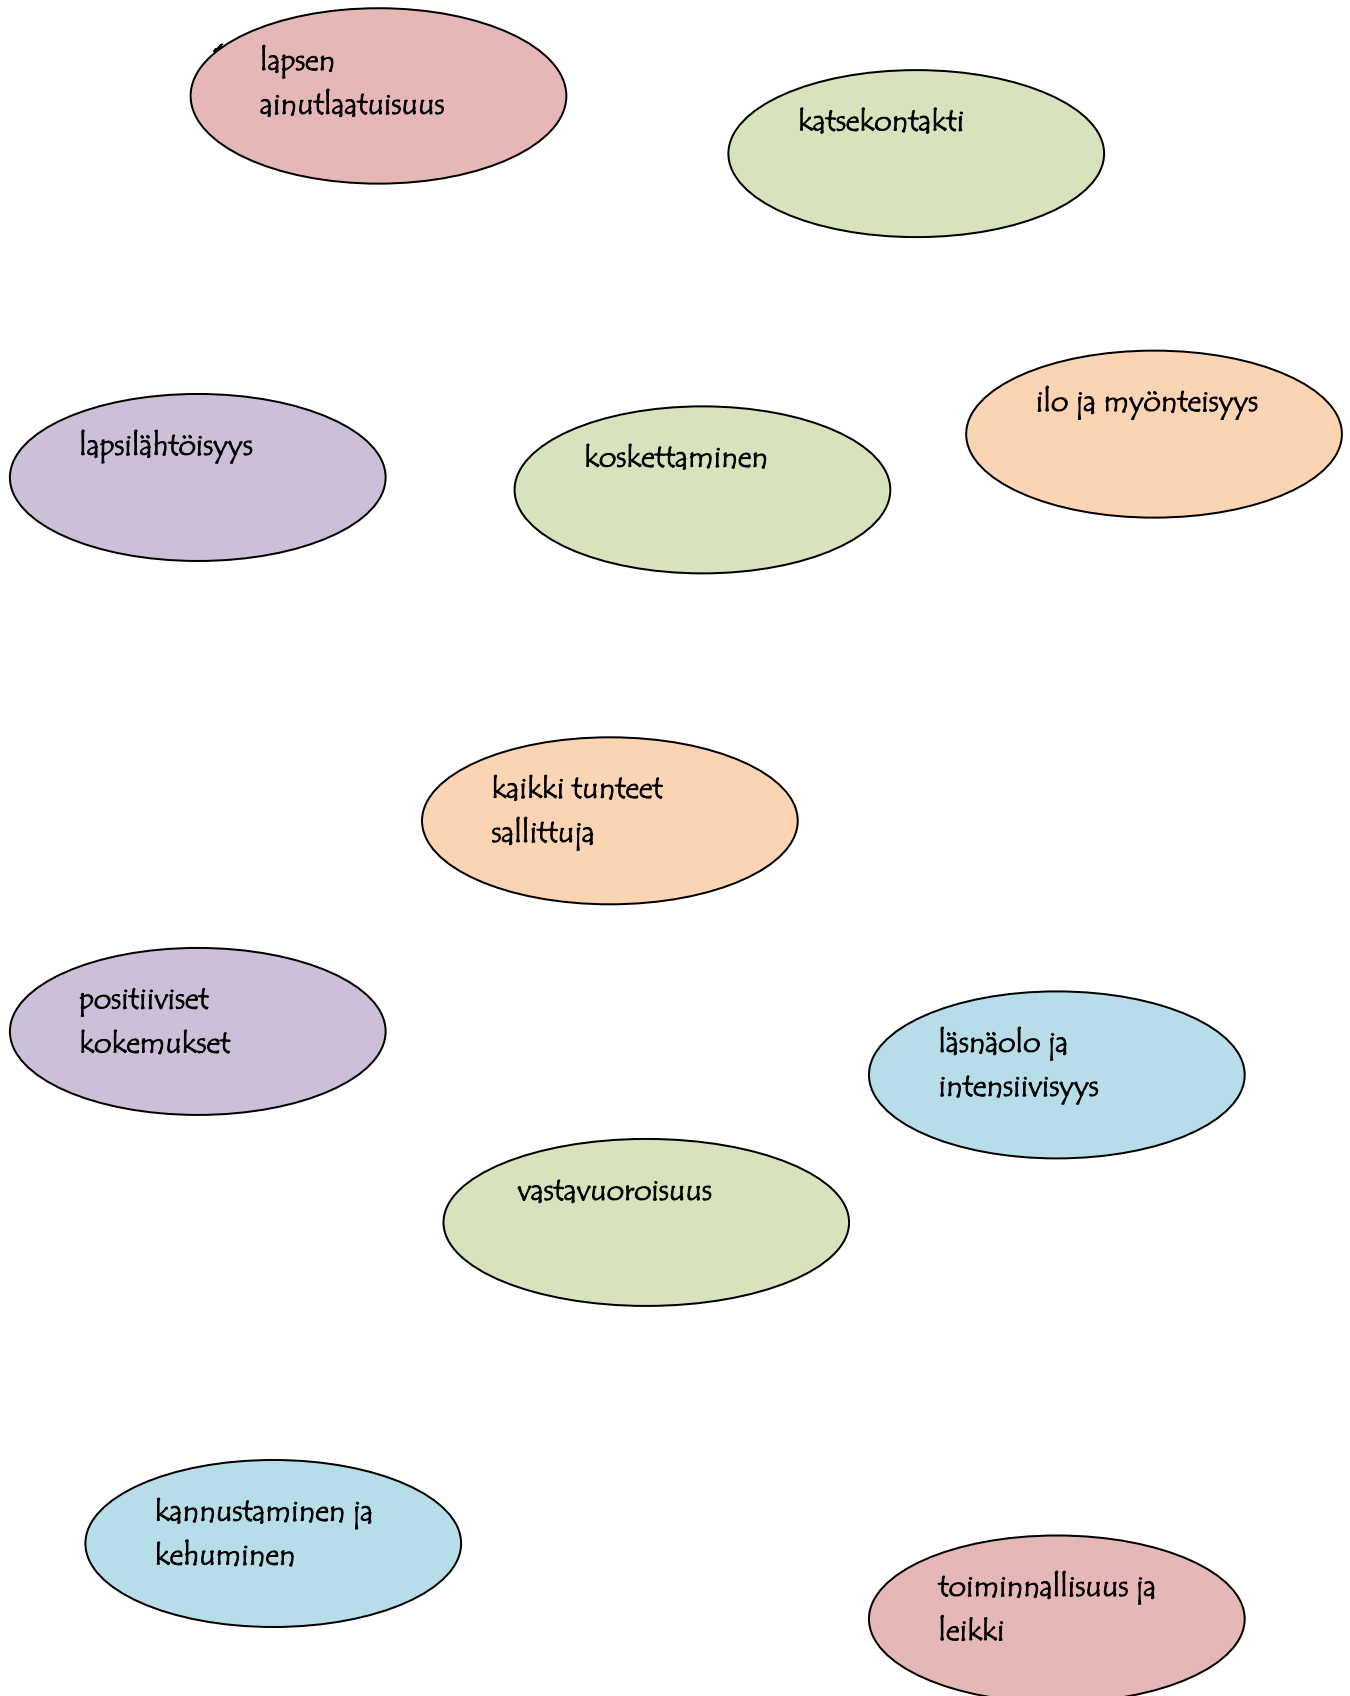 lapsen
ainutlaatuisuus
katsekontakti
ilo ja myönteisyys
lapsilähtöisyys
koskettaminen
kaikki tunteet
sallittuja
positiiviset
kokemukset
läsnäolo ja
intensiivisyys
vastavuoroisuus
kannustaminen ja
kehuminen
toiminnallisuus ja
leikki